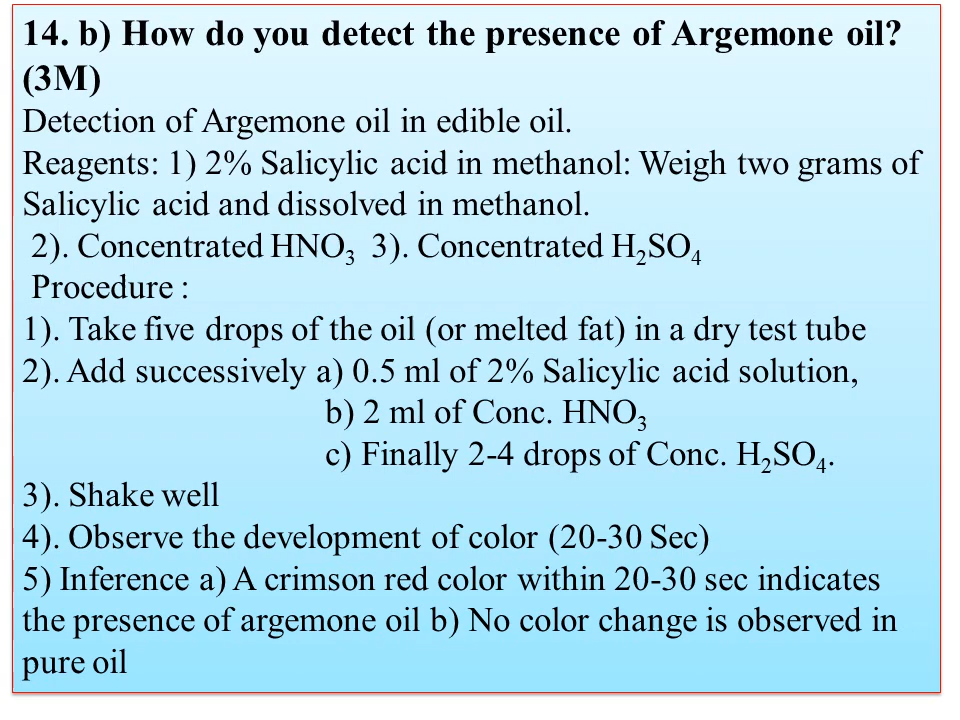 14. b) How do you detect the presence of Argemone oil?
(3M)
Detection of Argemone oil in edible oil.
Reagents: 1) 2% Salicylic acid in methanol: Weigh two grams of
Salicylic acid and dissolved in methanol.
2). Concentrated HNO₃ 3). Concentrated H₂SO₄
Procedure :
1). Take five drops of the oil (or melted fat) in a dry test tube
2). Add successively a) 0.5 ml of 2% Salicylic acid solution,
b) 2 ml of Conc. HNO₃
c) Finally 2-4 drops of Conc. H₂SO₄.
3). Shake well
4). Observe the development of color (20-30 Sec)
5) Inference a) A crimson red color within 20-30 sec indicates
the presence of argemone oil b) No color change is observed in
pure oil